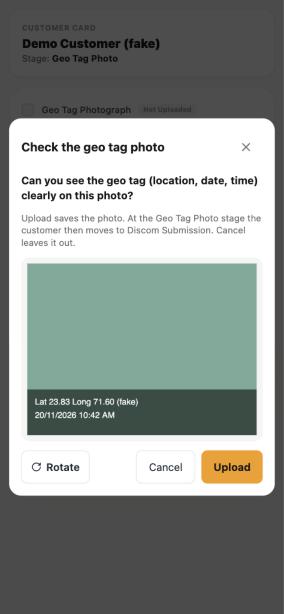 CUSTOMER CARD
Demo Customer (fake)
Stage: Geo Tag Photo
Geo Tag Photograph Not Uploaded
Check the geo tag photo
Can you see the geo tag (location, date, time)
clearly on this photo?
Upload saves the photo. At the Geo Tag Photo stage the
customer then moves to Discom Submission. Cancel
leaves it out.
Lat 23.83 Long 71.60 (fake)
20/11/2026 10:42 AM
Rotate Cancel Upload